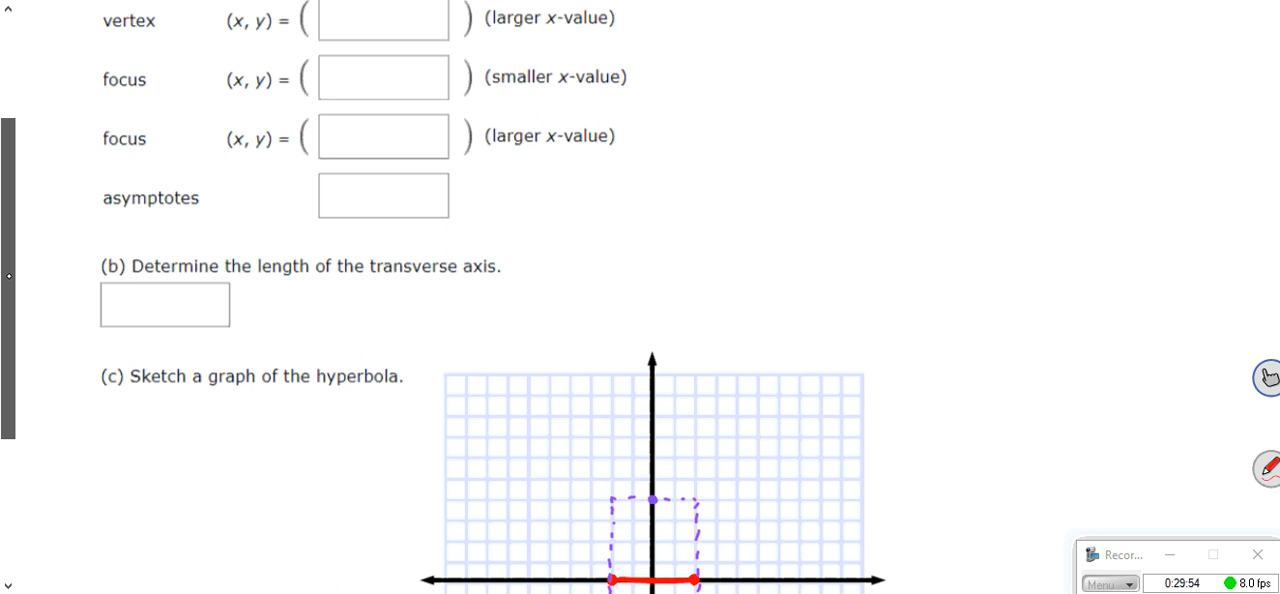 vertex (x, y) = ( ) (larger x-value)
focus (x, y) = ( ) (smaller x-value)
focus (x, y) = ( ) (larger x-value)
asymptotes
(b) Determine the length of the transverse axis.
(c) Sketch a graph of the hyperbola.
Recor...
Menu 0:29:54 8.0 fps